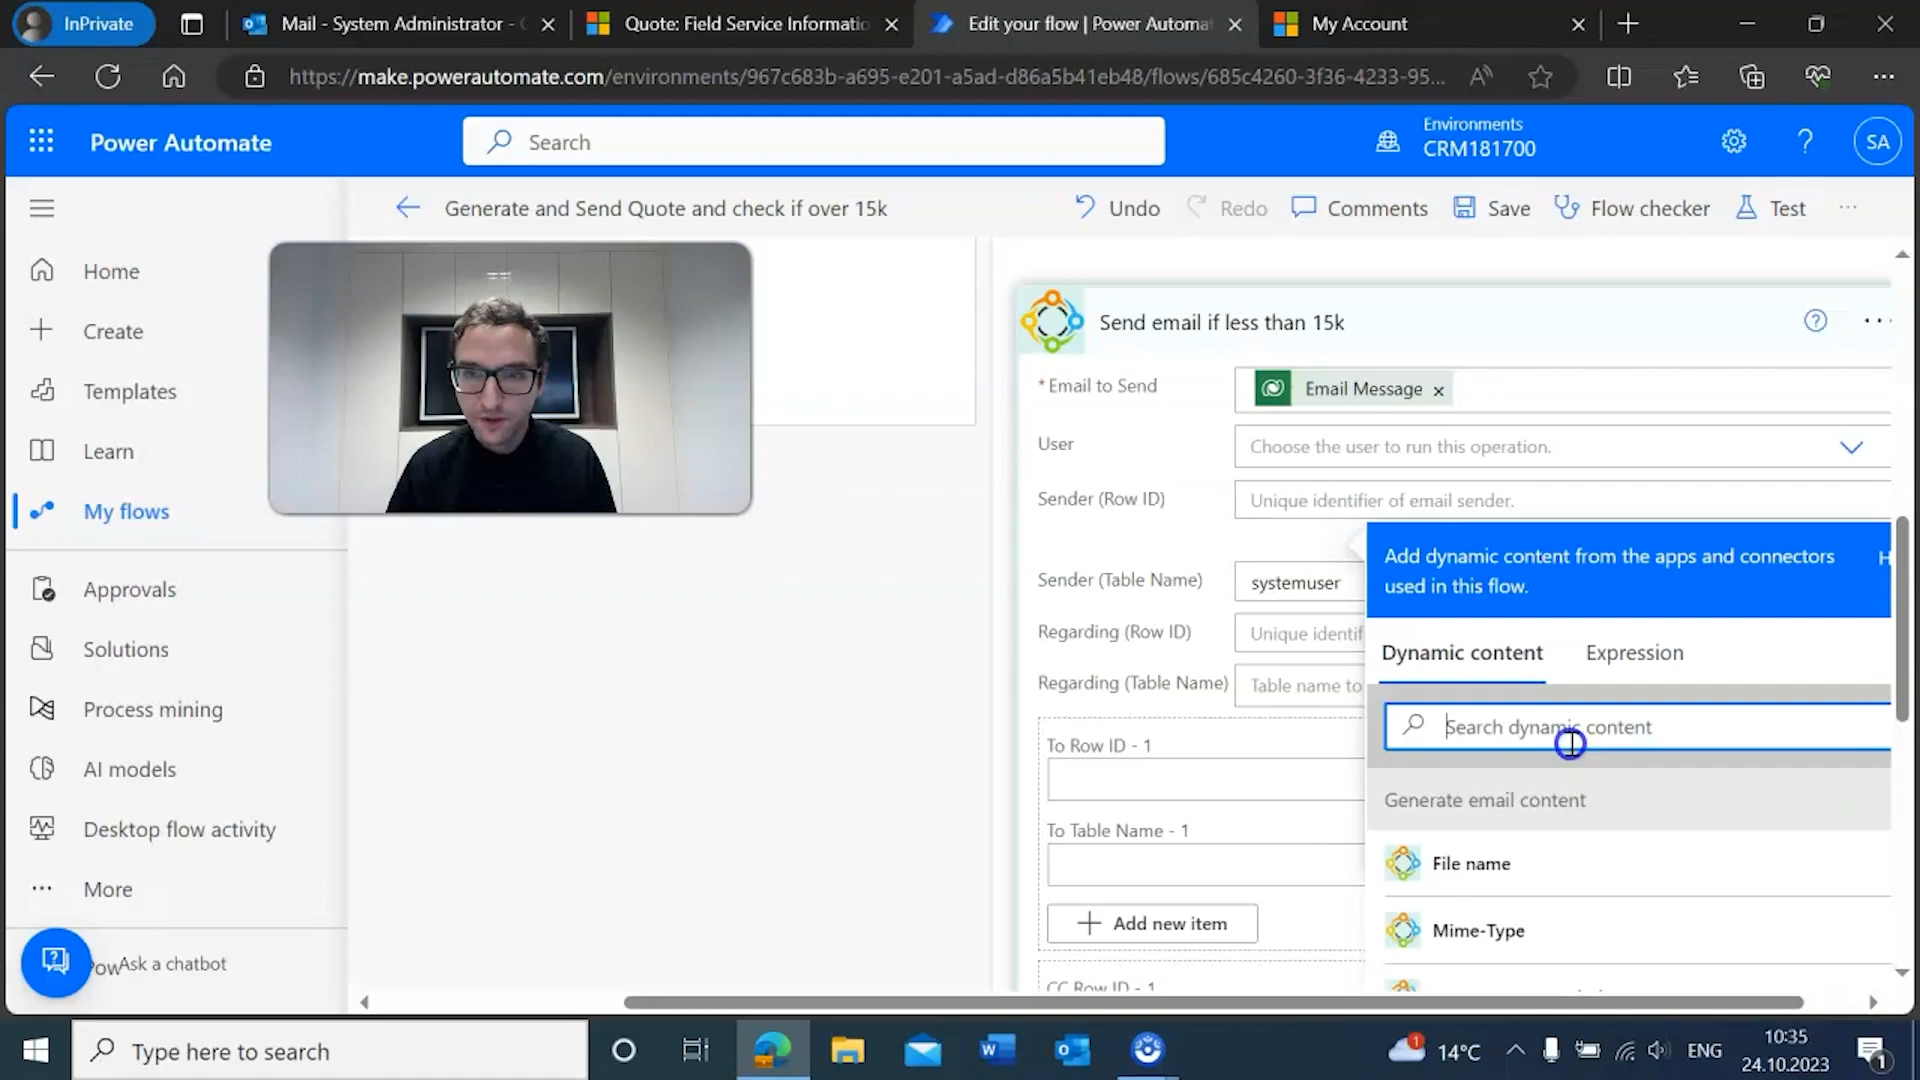 InPrivate
Mail - System Administrator -
Quote: Field Service Informatio
Edit your flow | Power Automat
My Account
https://make.powerautomate.com/environments/967c683b-a695-e201-a5ad-d86a5b41eb48/flows/685c4260-3f36-4233-95...
Power Automate
Search
Environments
CRM181700
SA
Generate and Send Quote and check if over 15k
Undo
Redo
Comments
Save
Flow checker
Test
Home
Create
Templates
Learn
My flows
Approvals
Solutions
Process mining
AI models
Desktop flow activity
More
Ask a chatbot
Send email if less than 15k
* Email to Send
Email Message
User
Choose the user to run this operation.
Sender (Row ID)
Unique identifier of email sender.
Sender (Table Name)
systemuser
Regarding (Row ID)
Unique identif
Regarding (Table Name)
Table name to
To Row ID - 1
To Table Name - 1
Add new item
CC Row ID - 1
Add dynamic content from the apps and connectors
used in this flow.
H
Dynamic content
Expression
Search dynamic content
Generate email content
File name
Mime-Type
Type here to search
14°C
ENG
10:35
24.10.2023
1